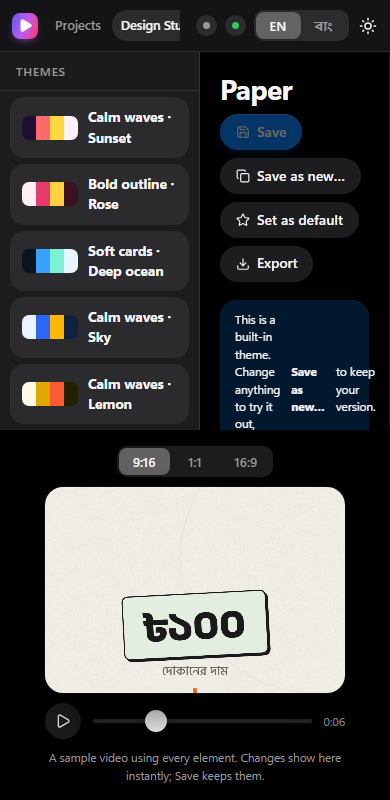 Projects
Design Stu
EN
বাং
THEMES
Calm waves ·
Sunset
Bold outline ·
Rose
Soft cards ·
Deep ocean
Calm waves ·
Sky
Calm waves ·
Lemon
Paper
Save
Save as new...
Set as default
Export
This is a
built-in
theme.
Change Save to keep
anything as your
to try it new... version.
out,
9:16
1:1
16:9
৳১০০
দোকানের দাম
0:06
A sample video using every element. Changes show here
instantly; Save keeps them.